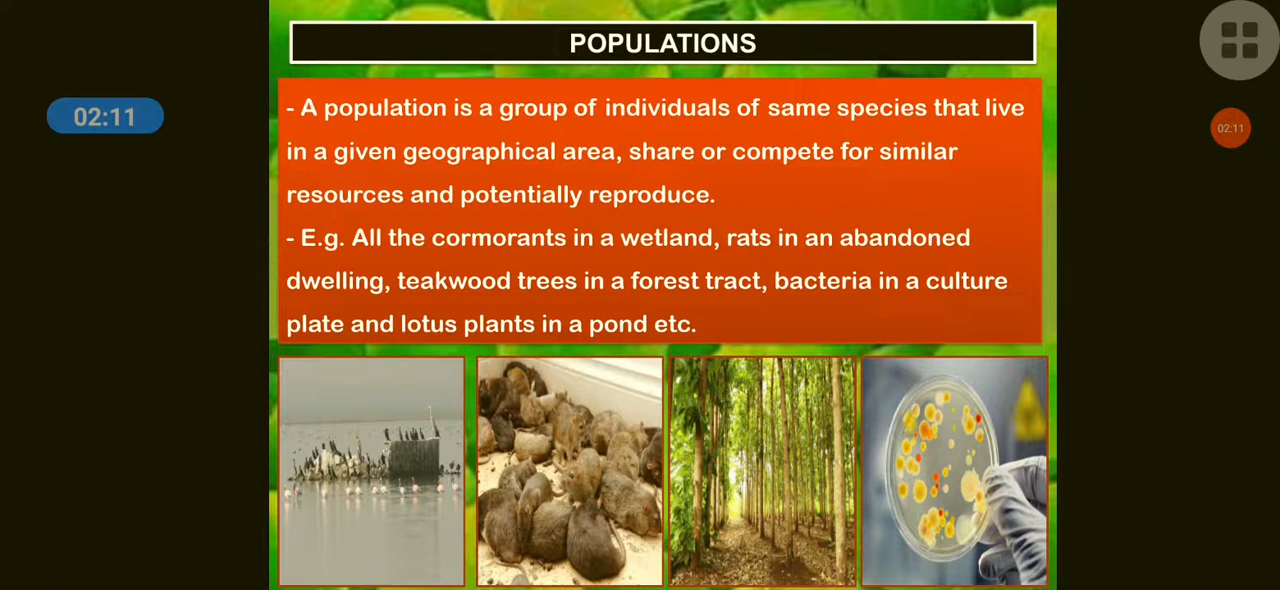 POPULATIONS
02:11
02:11
- A population is a group of individuals of same species that live
in a given geographical area, share or compete for similar
resources and potentially reproduce.
- E.g. All the cormorants in a wetland, rats in an abandoned
dwelling, teakwood trees in a forest tract, bacteria in a culture
plate and lotus plants in a pond etc.